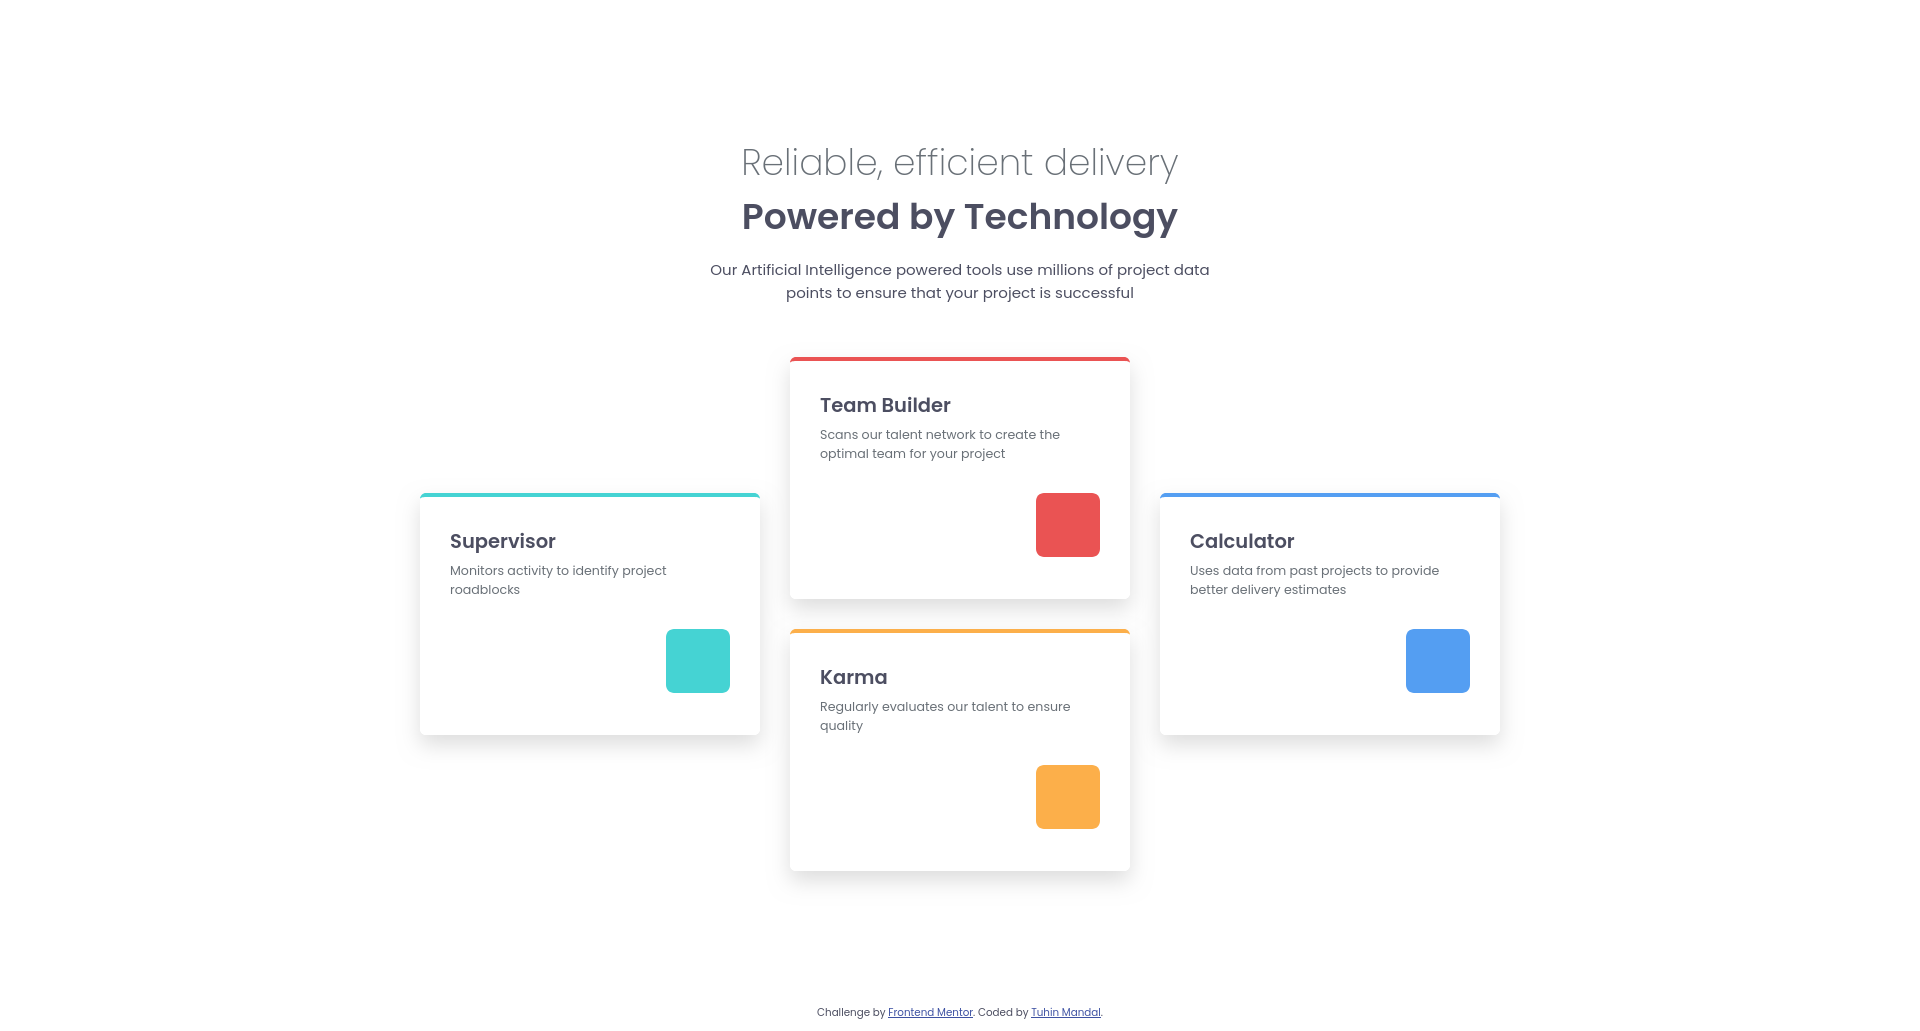 Reliable, efficient delivery
Powered by Technology
Our Artificial Intelligence powered tools use millions of project data
points to ensure that your project is successful
Team Builder
Scans our talent network to create the
optimal team for your project
Supervisor
Monitors activity to identify project
roadblocks
Calculator
Uses data from past projects to provide
better delivery estimates
Karma
Regularly evaluates our talent to ensure
quality
Challenge by Frontend Mentor. Coded by Tuhin Mandal.